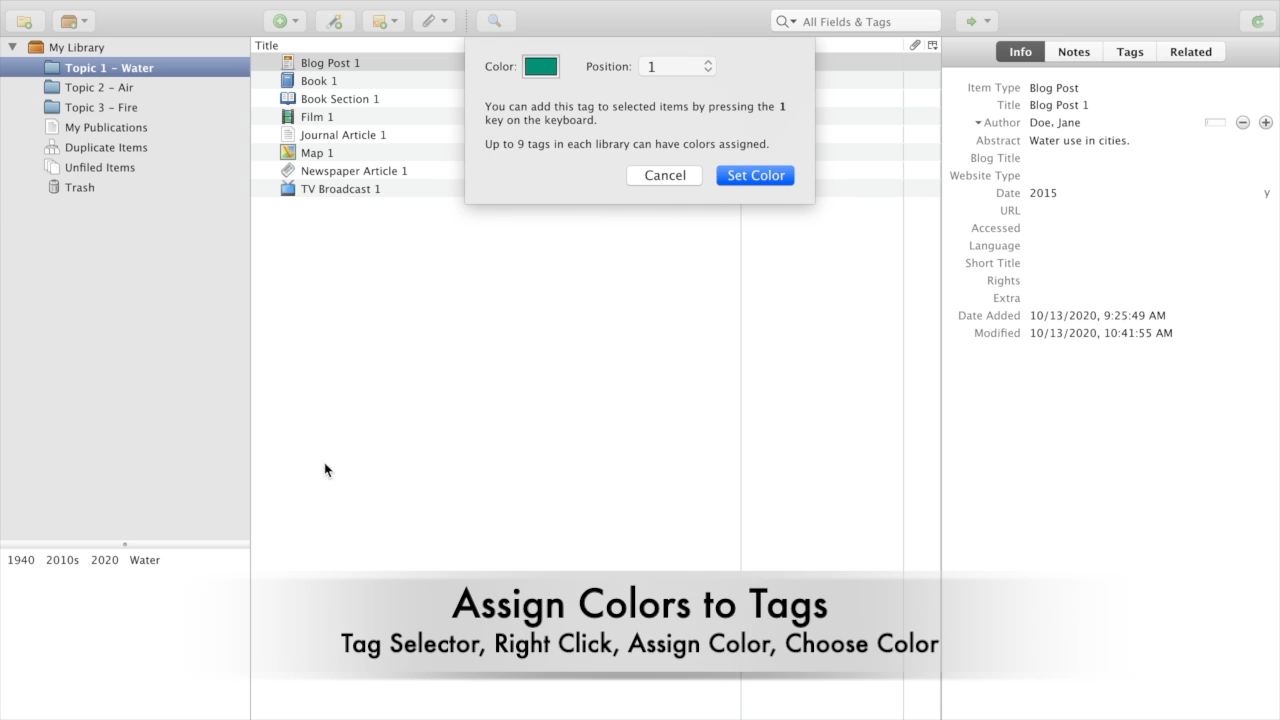 All Fields & Tags
My Library
Topic 1 – Water
Topic 2 – Air
Topic 3 – Fire
My Publications
Duplicate Items
Unfiled Items
Trash
1940 2010s 2020 Water
Title
Blog Post 1
Book 1
Book Section 1
Film 1
Journal Article 1
Map 1
Newspaper Article 1
TV Broadcast 1
Color: Position: 1
You can add this tag to selected items by pressing the 1
key on the keyboard.
Up to 9 tags in each library can have colors assigned.
Cancel Set Color
Info Notes Tags Related
Item Type Blog Post
Title Blog Post 1
Author Doe, Jane
Abstract Water use in cities.
Blog Title
Website Type
Date 2015 y
URL
Accessed
Language
Short Title
Rights
Extra
Date Added 10/13/2020, 9:25:49 AM
Modified 10/13/2020, 10:41:55 AM
Assign Colors to Tags
Tag Selector, Right Click, Assign Color, Choose Color